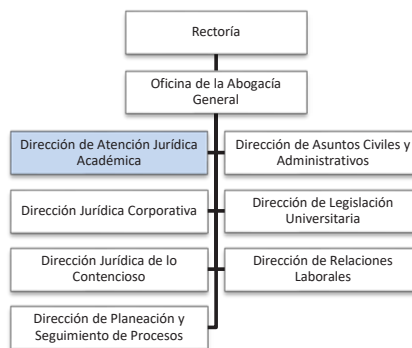 Rectoría
Oficina de la Abogacía
General
Dirección de Atención Jurídica
Académica
Dirección de Asuntos Civiles y
Administrativos
Dirección Jurídica Corporativa
Dirección de Legislación
Universitaria
Dirección Jurídica de lo
Contencioso
Dirección de Relaciones
Laborales
Dirección de Planeación y
Seguimiento de Procesos